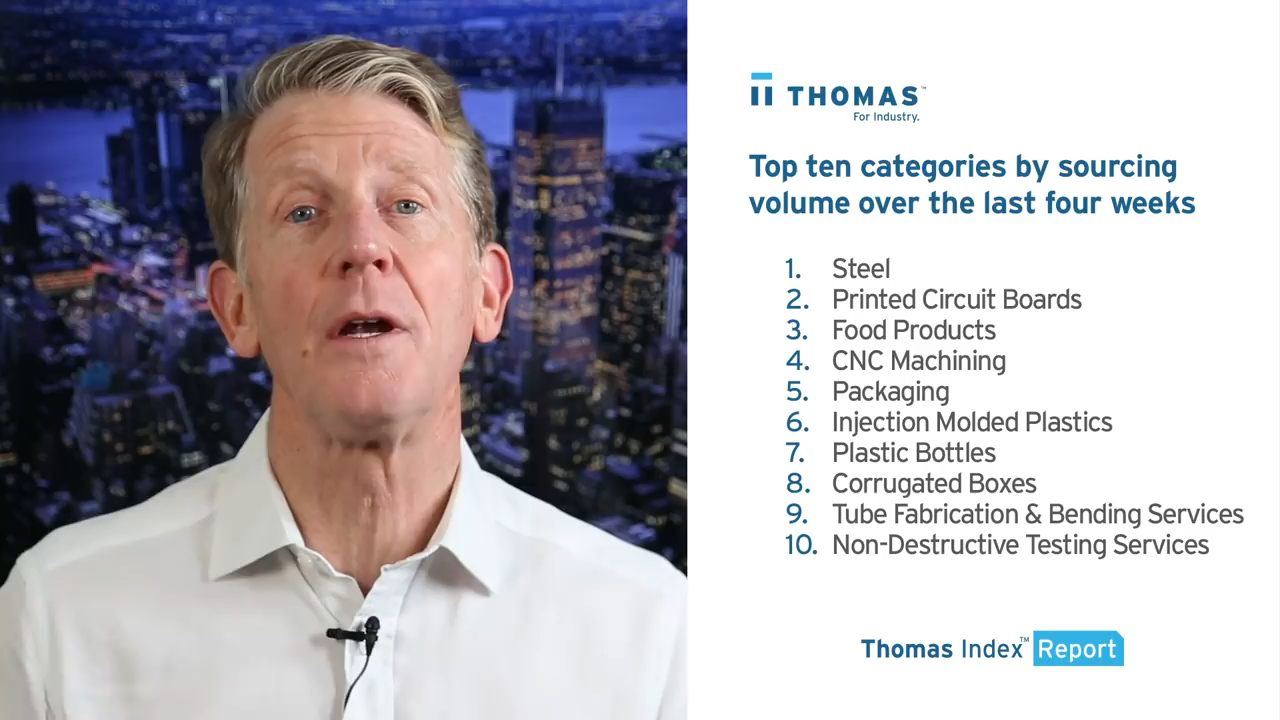 THOMAS™
For Industry.
Top ten categories by sourcing
volume over the last four weeks
1. Steel
2. Printed Circuit Boards
3. Food Products
4. CNC Machining
5. Packaging
6. Injection Molded Plastics
7. Plastic Bottles
8. Corrugated Boxes
9. Tube Fabrication & Bending Services
10. Non-Destructive Testing Services
Thomas Index™ Report